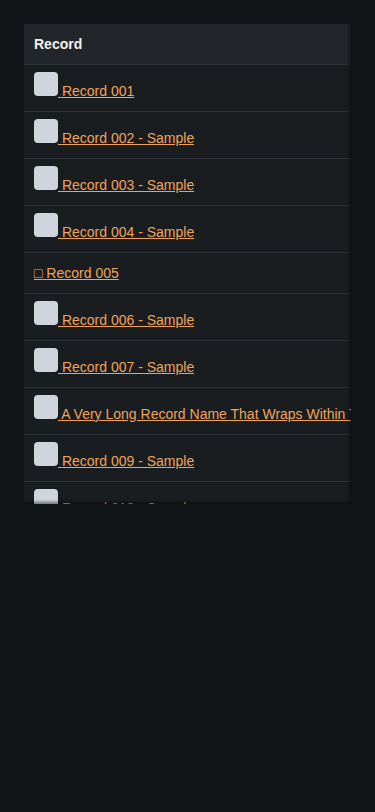 Record
Record 001
Record 002 - Sample
Record 003 - Sample
Record 004 - Sample
□ Record 005
Record 006 - Sample
Record 007 - Sample
A Very Long Record Name That Wraps Within
Record 009 - Sample